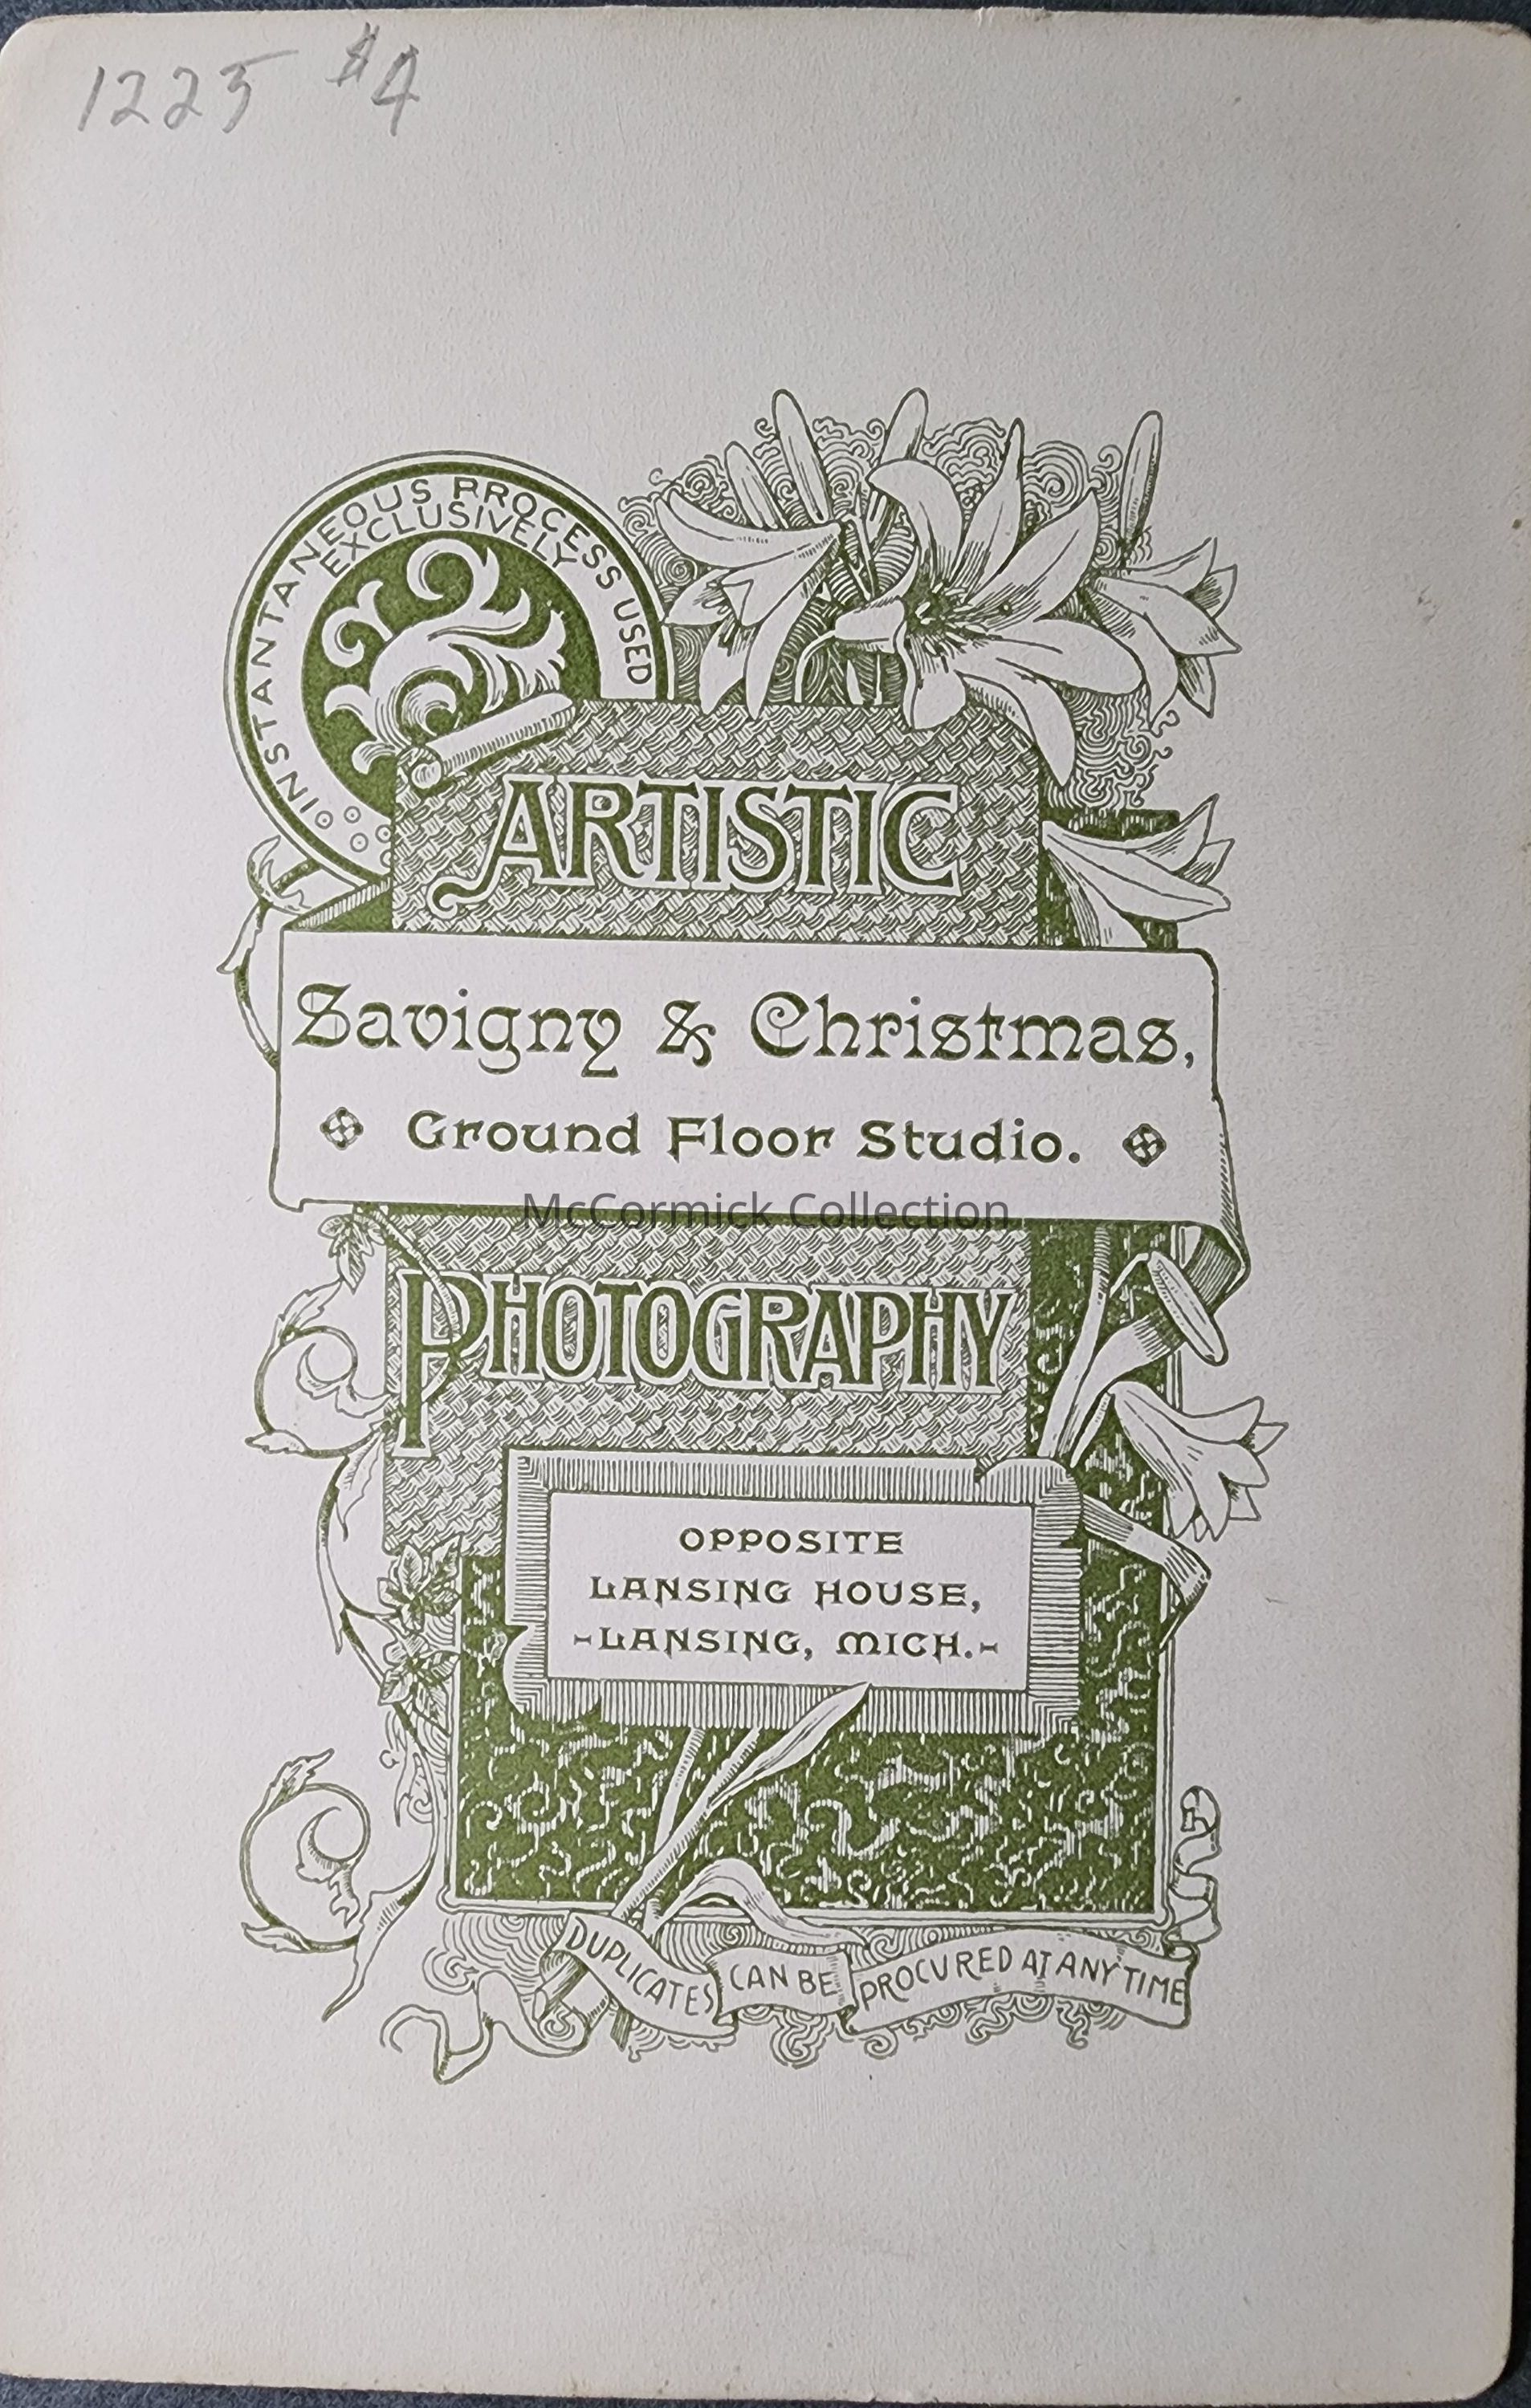 1225 $4
INSTANTANEOUS PROCESS USED
EXCLUSIVELY
ARTISTIC
Savigny & Christmas,
Ground Floor Studio.
McCormick Collection
PHOTOGRAPHY
OPPOSITE
LANSING HOUSE,
-LANSING, MICH.-
DUPLICATES CAN BE PROCURED AT ANY TIME